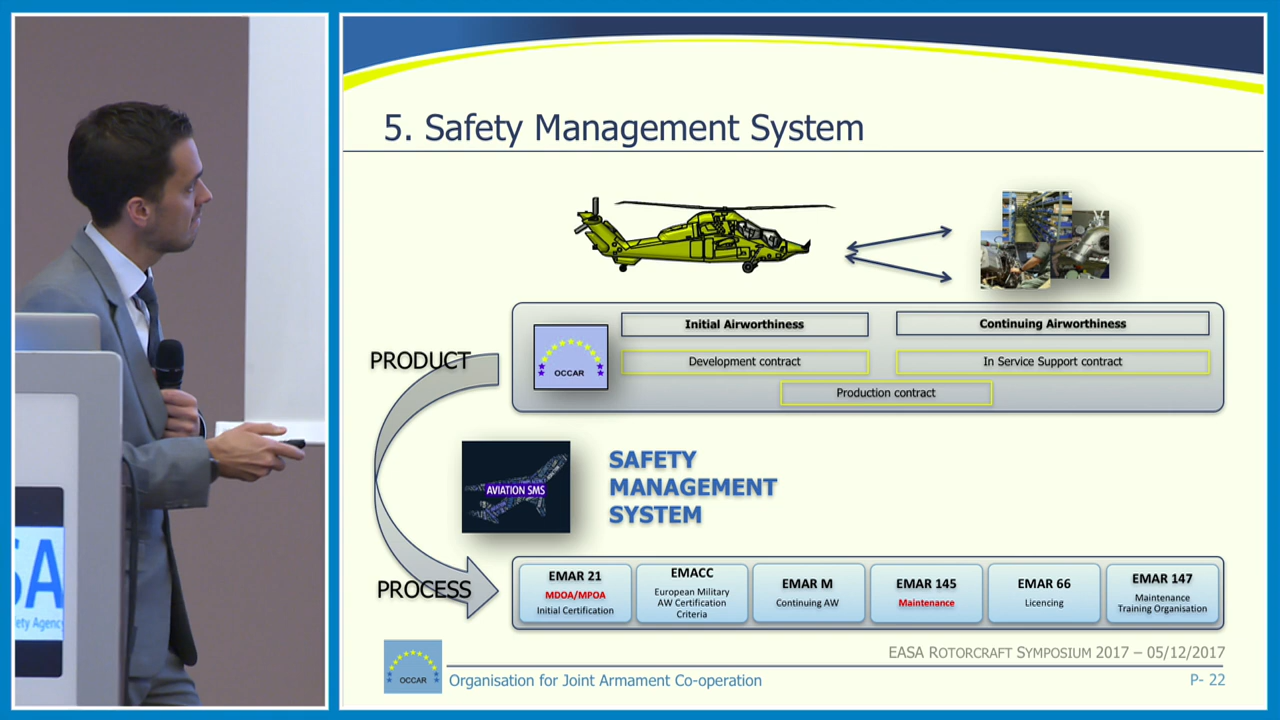 5. Safety Management System
Initial Airworthiness
Continuing Airworthiness
PRODUCT
OCCAR
Development contract
In Service Support contract
Production contract
AVIATION SMS
SAFETY
MANAGEMENT
SYSTEM
PROCESS
EMAR 21
MDOA/MPOA
Initial Certification
EMACC
European Military
AW Certification
Criteria
EMAR M
Continuing AW
EMAR 145
Maintenance
EMAR 66
Licencing
EMAR 147
Maintenance
Training Organisation
EASA ROTORCRAFT SYMPOSIUM 2017 – 05/12/2017
OCCAR
Organisation for Joint Armament Co-operation
P- 22
SA
ety Agency